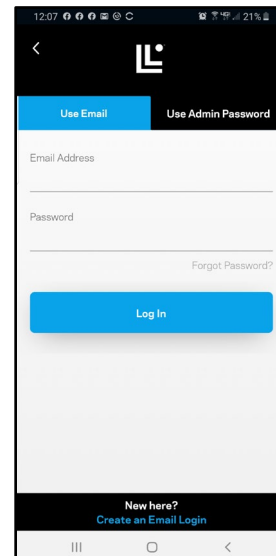 12:07
21%
Use Email
Use Admin Password
Email Address
Password
Forgot Password?
Log In
New here?
Create an Email Login